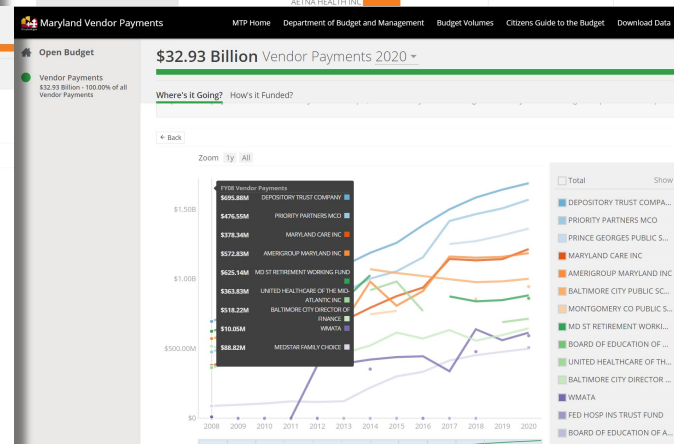 AETNA HEALTH INC
Maryland Vendor Payments
MTP Home Department of Budget and Management Budget Volumes Citizens Guide to the Budget Download Data
Open Budget
Vendor Payments
$32.93 Billion - 100.00% of all
Vendor Payments
$32.93 Billion Vendor Payments 2020
Where's it Going? How's it Funded?
← Back
Zoom 1y All
$1.50B
$1.00B
$500.00M
$0
FY08 Vendor Payments
$695.88M DEPOSITORY TRUST COMPANY
$476.55M PRIORITY PARTNERS MCO
$378.34M MARYLAND CARE INC
$572.83M AMERIGROUP MARYLAND INC
$625.14M MD ST RETIREMENT WORKING FUND
$363.83M UNITED HEALTHCARE OF THE MID-
ATLANTIC INC
$518.22M BALTIMORE CITY DIRECTOR OF
FINANCE
$10.05M WMATA
$88.82M MEDSTAR FAMILY CHOICE
2008 2009 2010 2011 2012 2013 2014 2015 2016 2017 2018 2019 2020
Total Show
DEPOSITORY TRUST COMPA...
PRIORITY PARTNERS MCO
PRINCE GEORGES PUBLIC S...
MARYLAND CARE INC
AMERIGROUP MARYLAND INC
BALTIMORE CITY PUBLIC SC...
MONTGOMERY CO PUBLIC S...
MD ST RETIREMENT WORKI...
BOARD OF EDUCATION OF ...
UNITED HEALTHCARE OF TH...
BALTIMORE CITY DIRECTOR ...
WMATA
FED HOSP INS TRUST FUND
BOARD OF EDUCATION OF A...